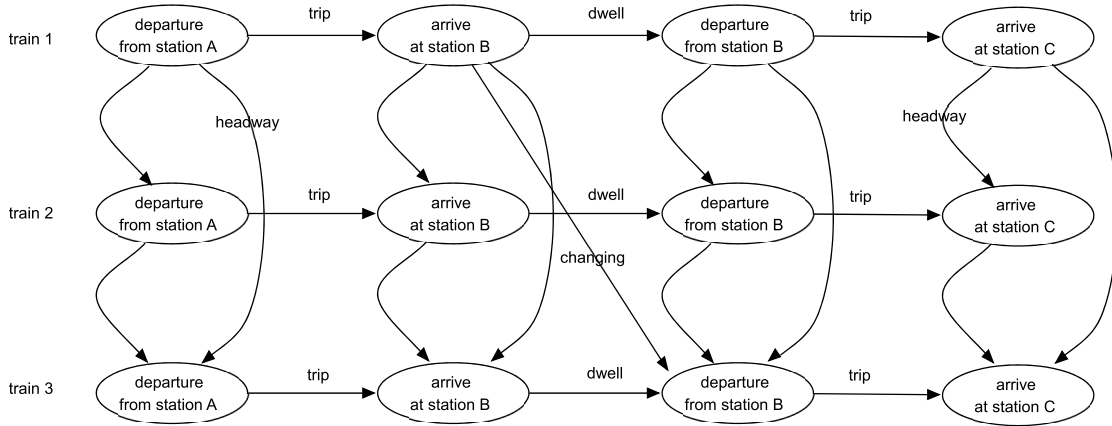 train 1
departure
from station A
trip
arrive
at station B
dwell
departure
from station B
trip
arrive
at station C
headway
headway
train 2
departure
from station A
trip
arrive
at station B
dwell
departure
from station B
trip
arrive
at station C
changing
train 3
departure
from station A
trip
arrive
at station B
dwell
departure
from station B
trip
arrive
at station C